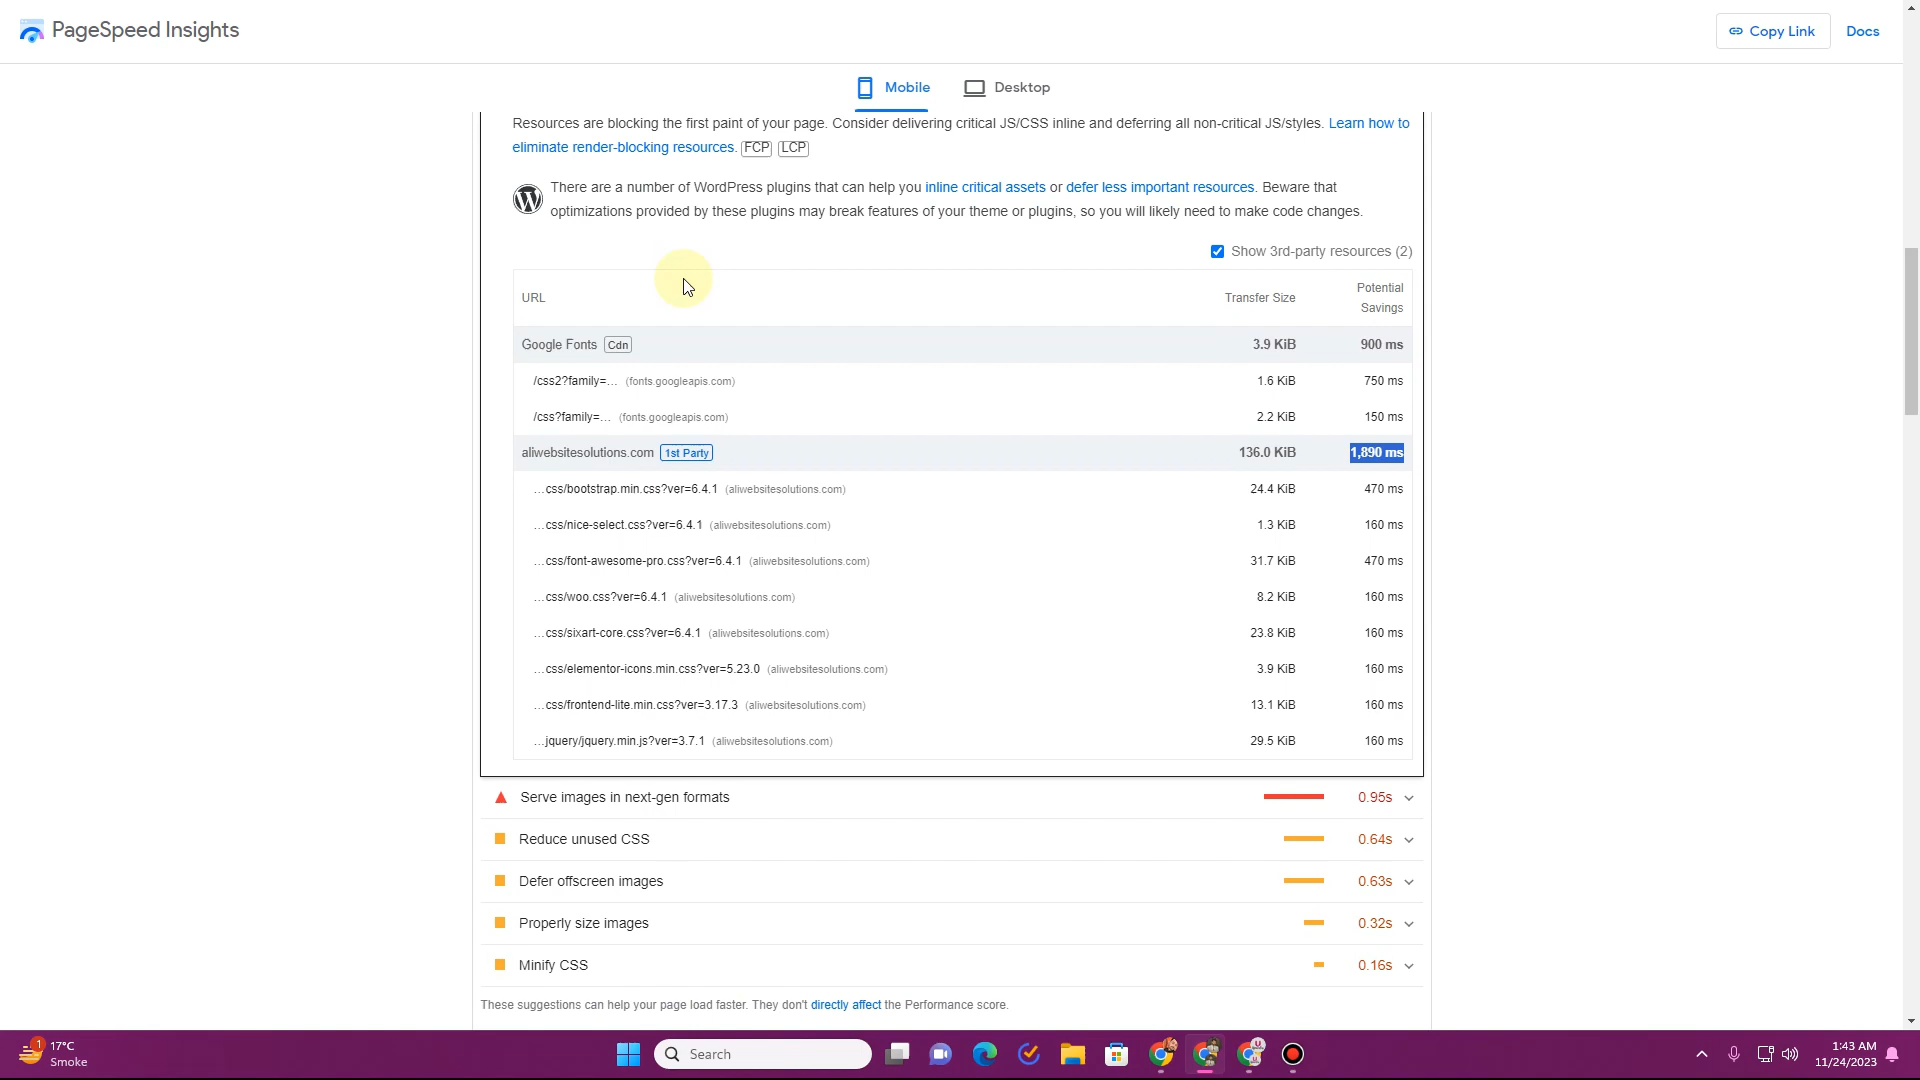 PageSpeed Insights
Copy Link
Docs
Mobile
Desktop
Resources are blocking the first paint of your page. Consider delivering critical JS/CSS inline and deferring all non-critical JS/styles. Learn how to
eliminate render-blocking resources. FCP LCP
There are a number of WordPress plugins that can help you inline critical assets or defer less important resources. Beware that
optimizations provided by these plugins may break features of your theme or plugins, so you will likely need to make code changes.
Show 3rd-party resources (2)
URL
Transfer Size
Potential
Savings
Google Fonts Cdn 3.9 KiB 900 ms
/css2?family=… (fonts.googleapis.com) 1.6 KiB 750 ms
/css?family=… (fonts.googleapis.com) 2.2 KiB 150 ms
aliwebsitesolutions.com 1st Party 136.0 KiB 1,890 ms
…css/bootstrap.min.css?ver=6.4.1 (aliwebsitesolutions.com) 24.4 KiB 470 ms
…css/nice-select.css?ver=6.4.1 (aliwebsitesolutions.com) 1.3 KiB 160 ms
…css/font-awesome-pro.css?ver=6.4.1 (aliwebsitesolutions.com) 31.7 KiB 470 ms
…css/woo.css?ver=6.4.1 (aliwebsitesolutions.com) 8.2 KiB 160 ms
…css/sixart-core.css?ver=6.4.1 (aliwebsitesolutions.com) 23.8 KiB 160 ms
…css/elementor-icons.min.css?ver=5.23.0 (aliwebsitesolutions.com) 3.9 KiB 160 ms
…css/frontend-lite.min.css?ver=3.17.3 (aliwebsitesolutions.com) 13.1 KiB 160 ms
…jquery/jquery.min.js?ver=3.7.1 (aliwebsitesolutions.com) 29.5 KiB 160 ms
Serve images in next-gen formats 0.95s
Reduce unused CSS 0.64s
Defer offscreen images 0.63s
Properly size images 0.32s
Minify CSS 0.16s
These suggestions can help your page load faster. They don't directly affect the Performance score.
1
17°C
Smoke
Search
1:43 AM
11/24/2023